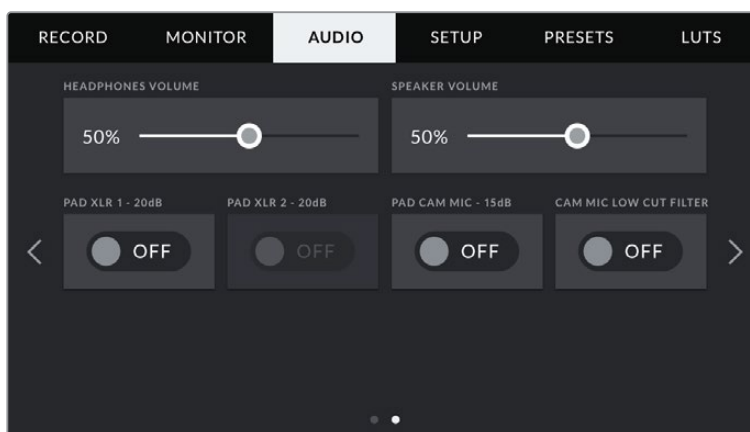 RECORD MONITOR AUDIO SETUP PRESETS LUTS
HEADPHONES VOLUME SPEAKER VOLUME
50% 50%
PAD XLR 1 - 20dB PAD XLR 2 - 20dB PAD CAM MIC - 15dB CAM MIC LOW CUT FILTER
OFF OFF OFF OFF